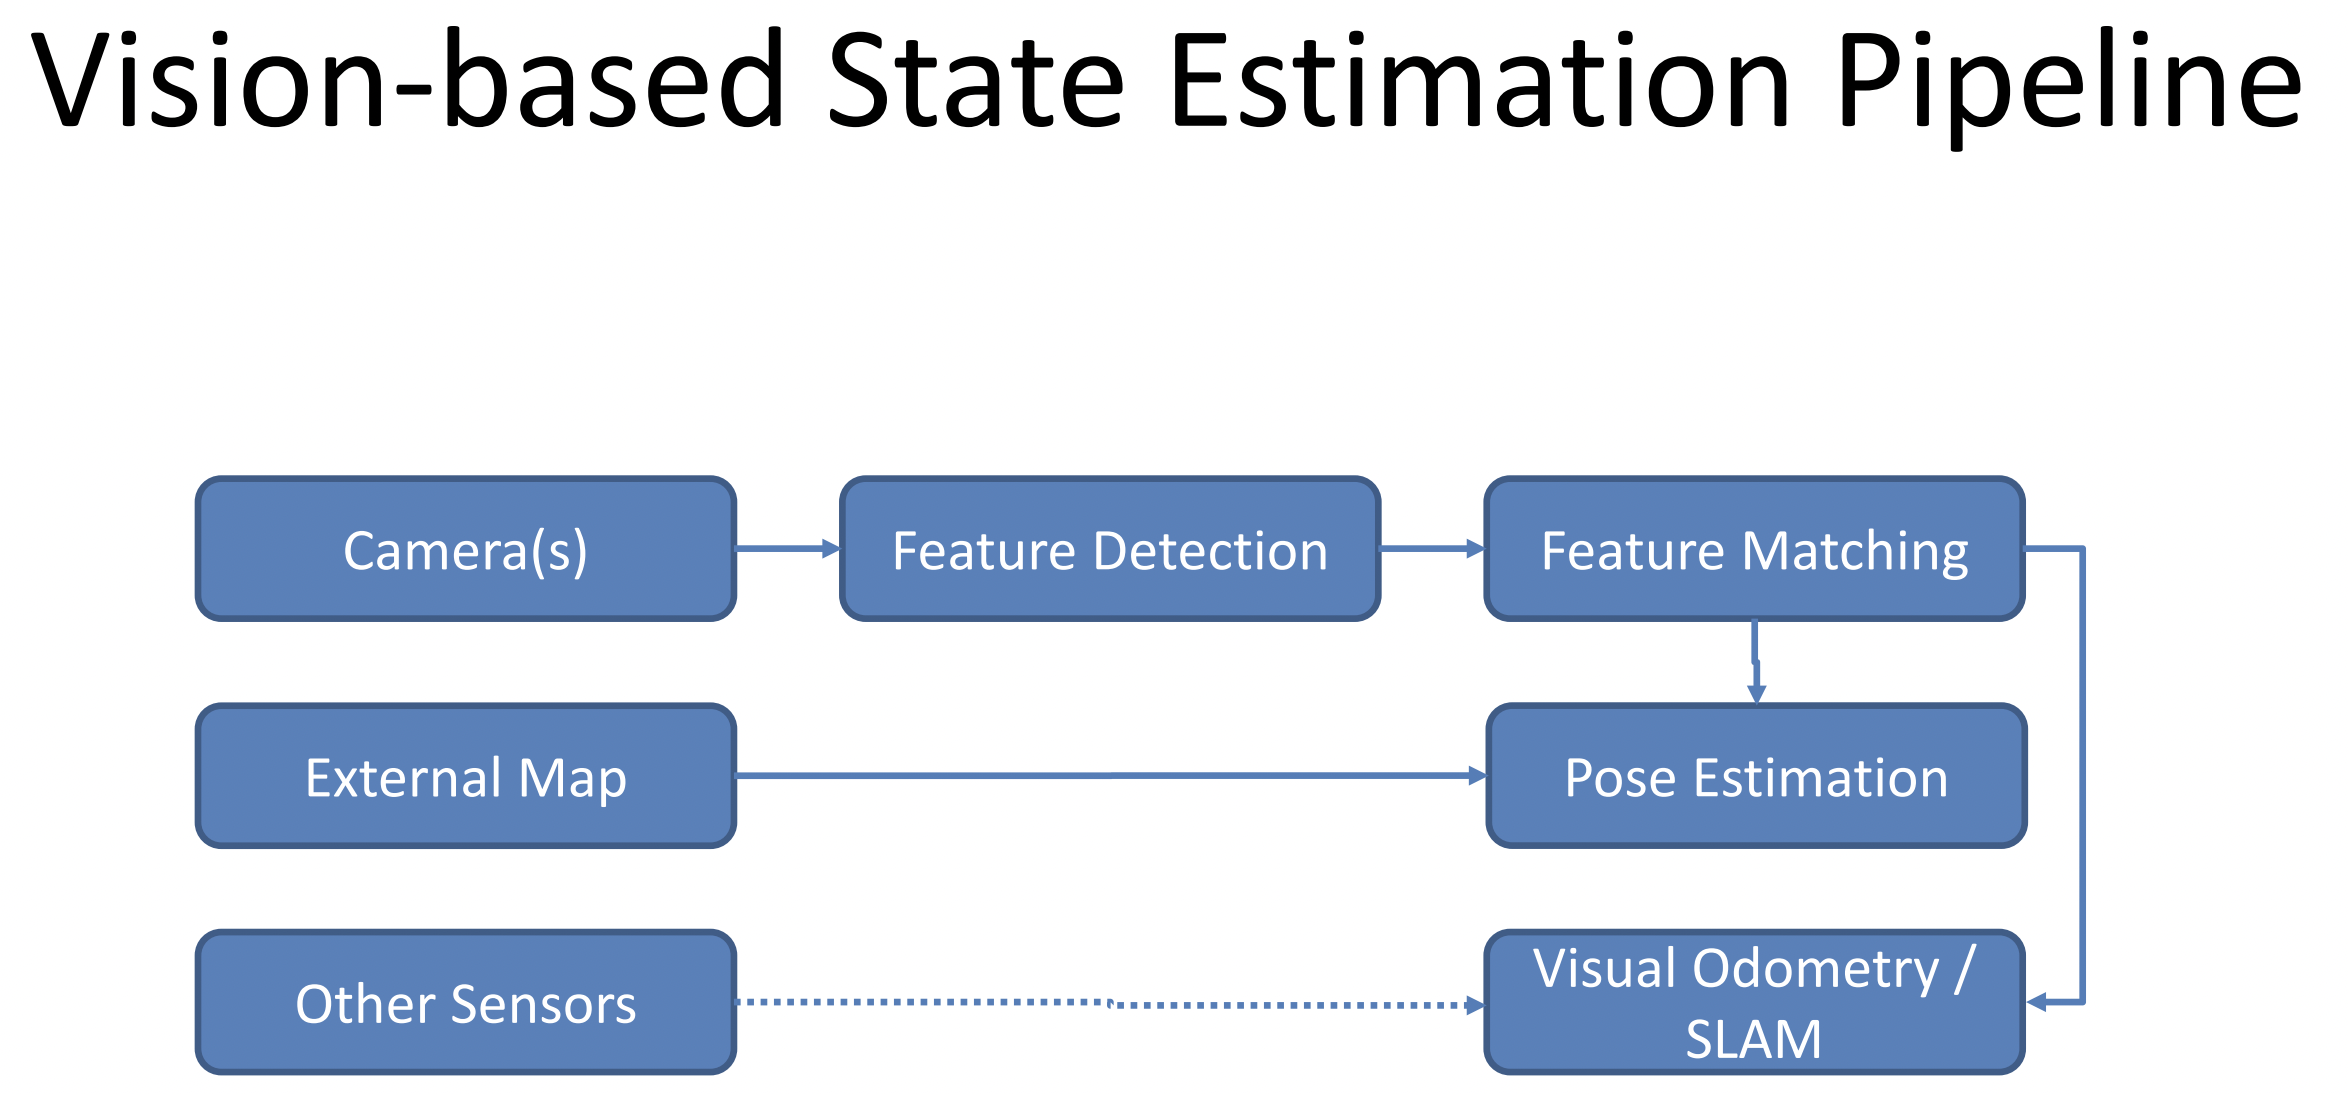 Vision-based State Estimation Pipeline
Camera(s)
Feature Detection
Feature Matching
External Map
Pose Estimation
Other Sensors
Visual Odometry /
SLAM